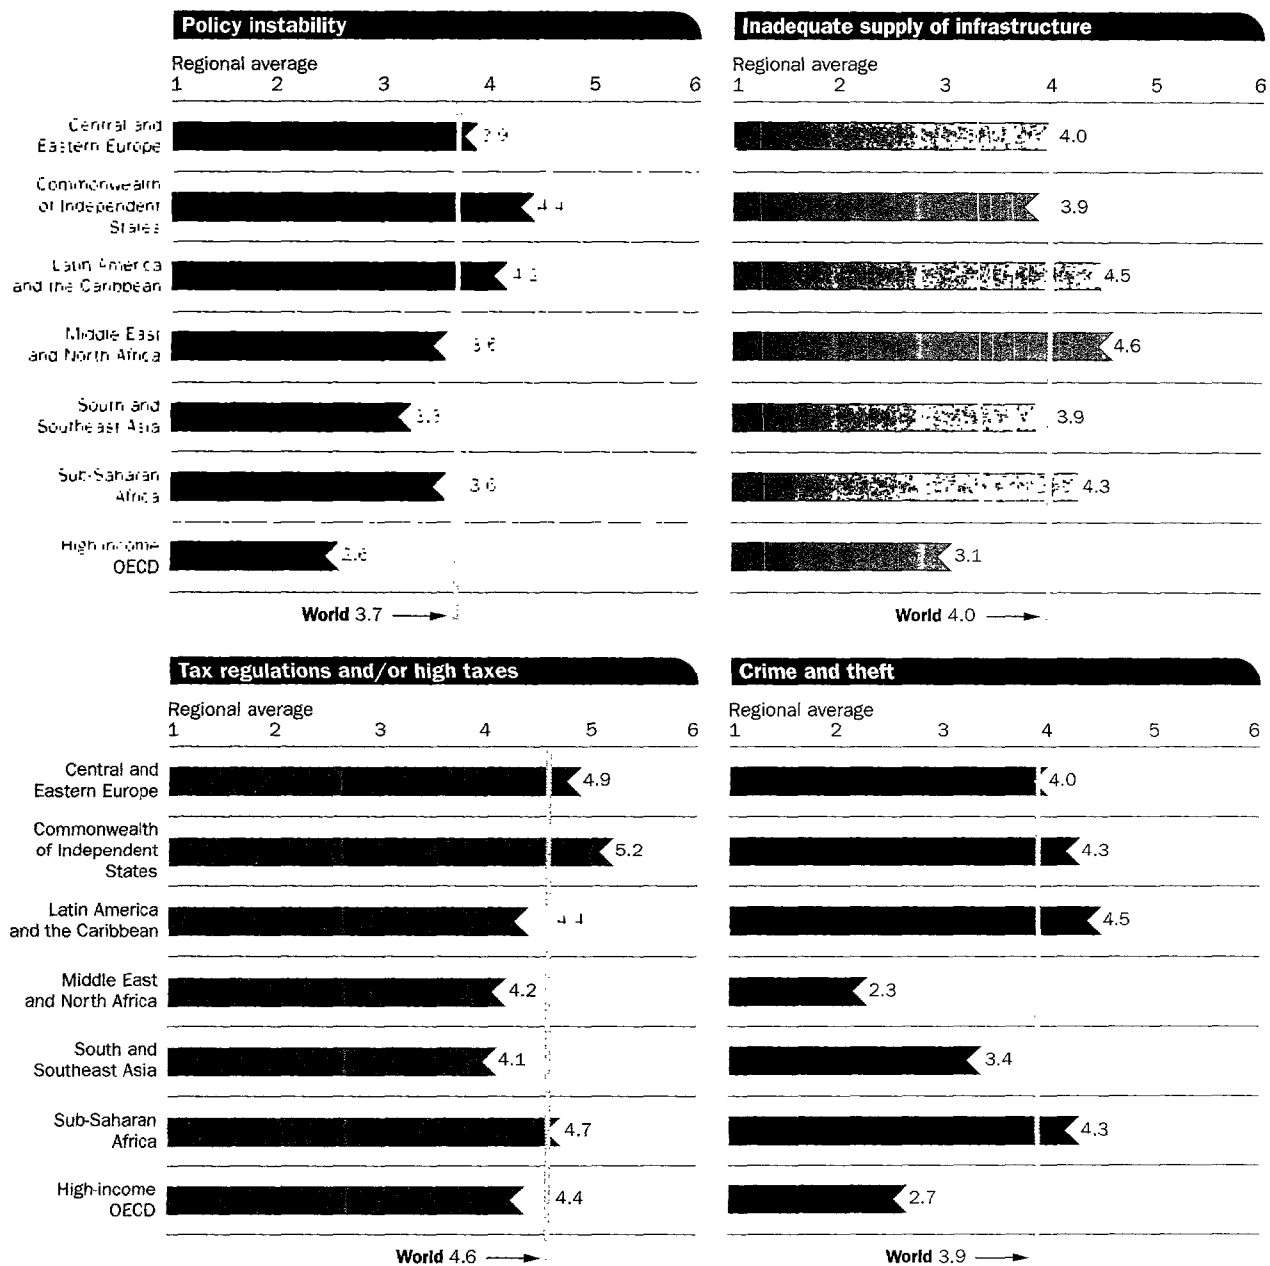 Policy instability
Regional average
1 2 3 4 5 6
Central and
Eastern Europe 3.9
Commonwealth
of Independent 4.4
States
Latin America
and the Caribbean
Middle East
and North Africa 3.6
South and
Southeast Asia 3.3
Sub-Saharan
Africa 3.6
High-income
OECD 2.6
World 3.7
Inadequate supply of infrastructure
Regional average
1 2 3 4 5 6
4.0
3.9
4.5
4.6
3.9
4.3
3.1
World 4.0
Tax regulations and/or high taxes
Regional average
1 2 3 4 5 6
Central and
Eastern Europe 4.9
Commonwealth
of Independent 5.2
States
Latin America
and the Caribbean 4.4
Middle East
and North Africa 4.2
South and
Southeast Asia 4.1
Sub-Saharan
Africa 4.7
High-income
OECD 4.4
World 4.6
Crime and theft
Regional average
1 2 3 4 5 6
4.0
4.3
4.5
2.3
3.4
4.3
2.7
World 3.9